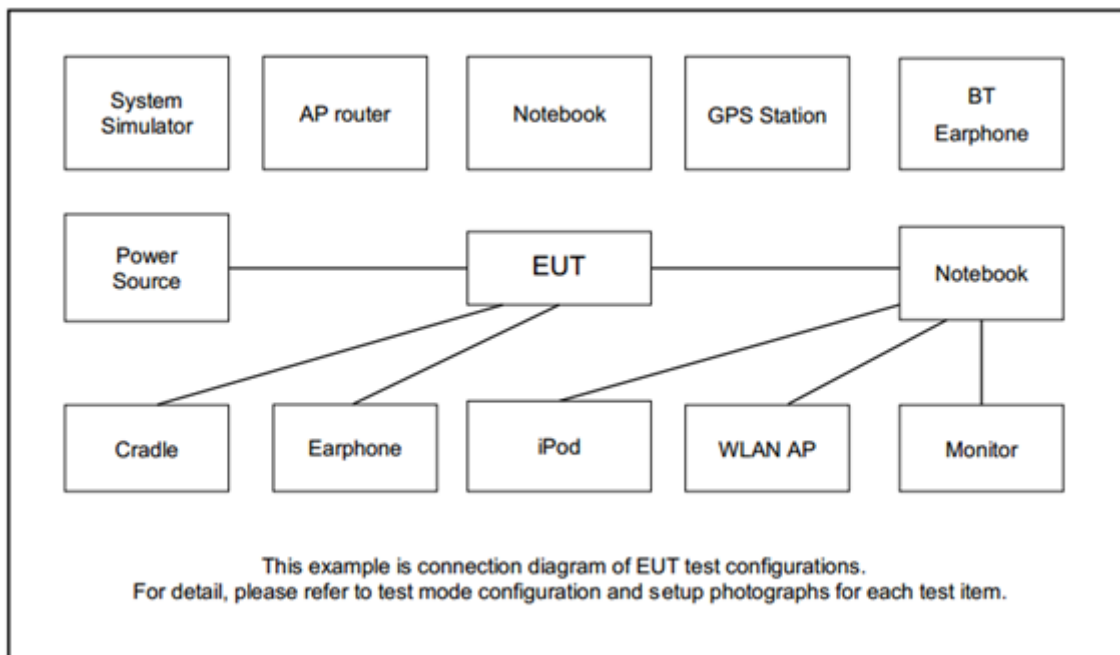 System
Simulator
AP router
Notebook
GPS Station
BT
Earphone
Power
Source
EUT
Notebook
Cradle
Earphone
iPod
WLAN AP
Monitor
This example is connection diagram of EUT test configurations.
For detail, please refer to test mode configuration and setup photographs for each test item.